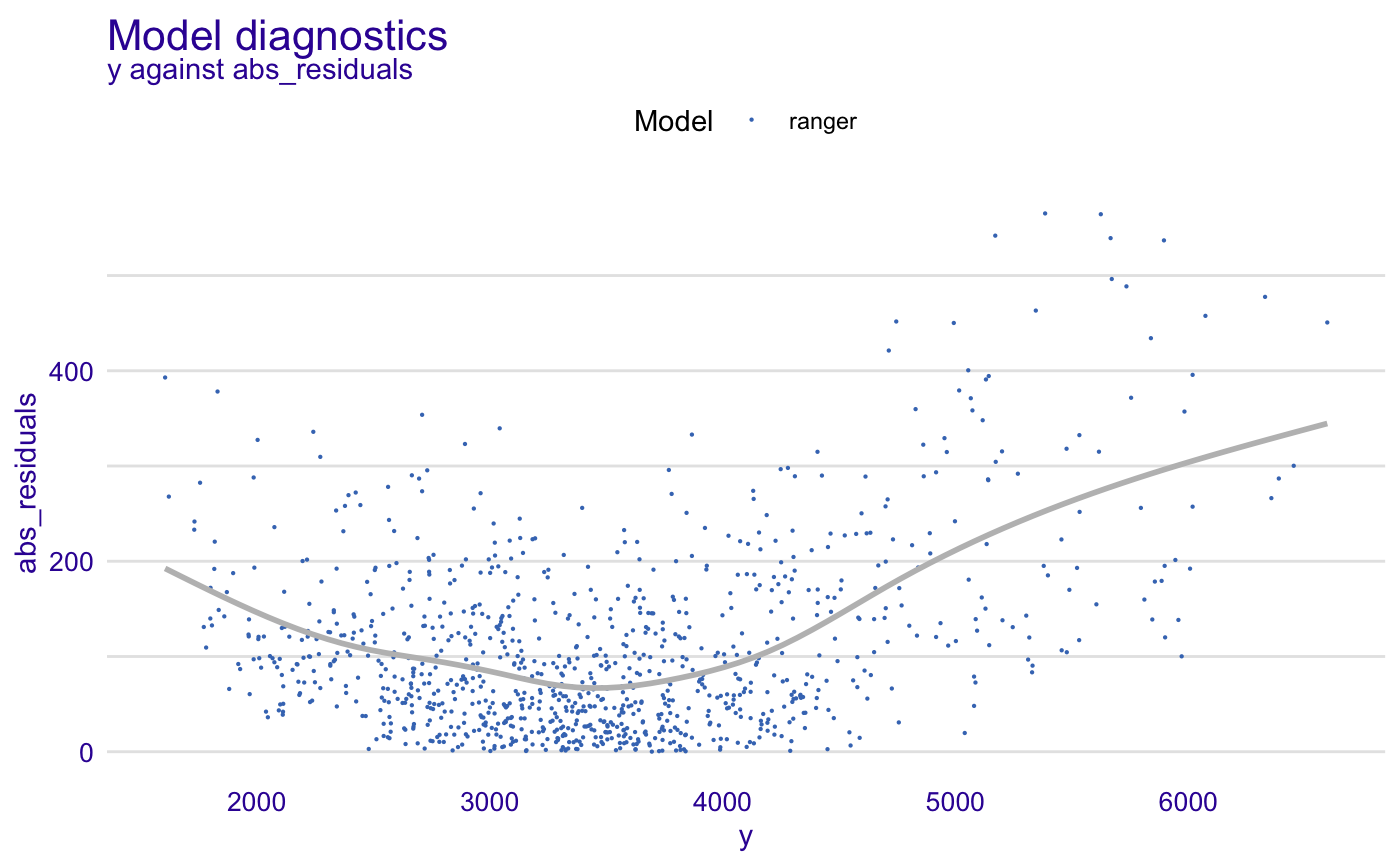 Model diagnostics
y against abs_residuals
Model ranger
abs_residuals
400
200
0
2000 3000 4000 5000 6000
y